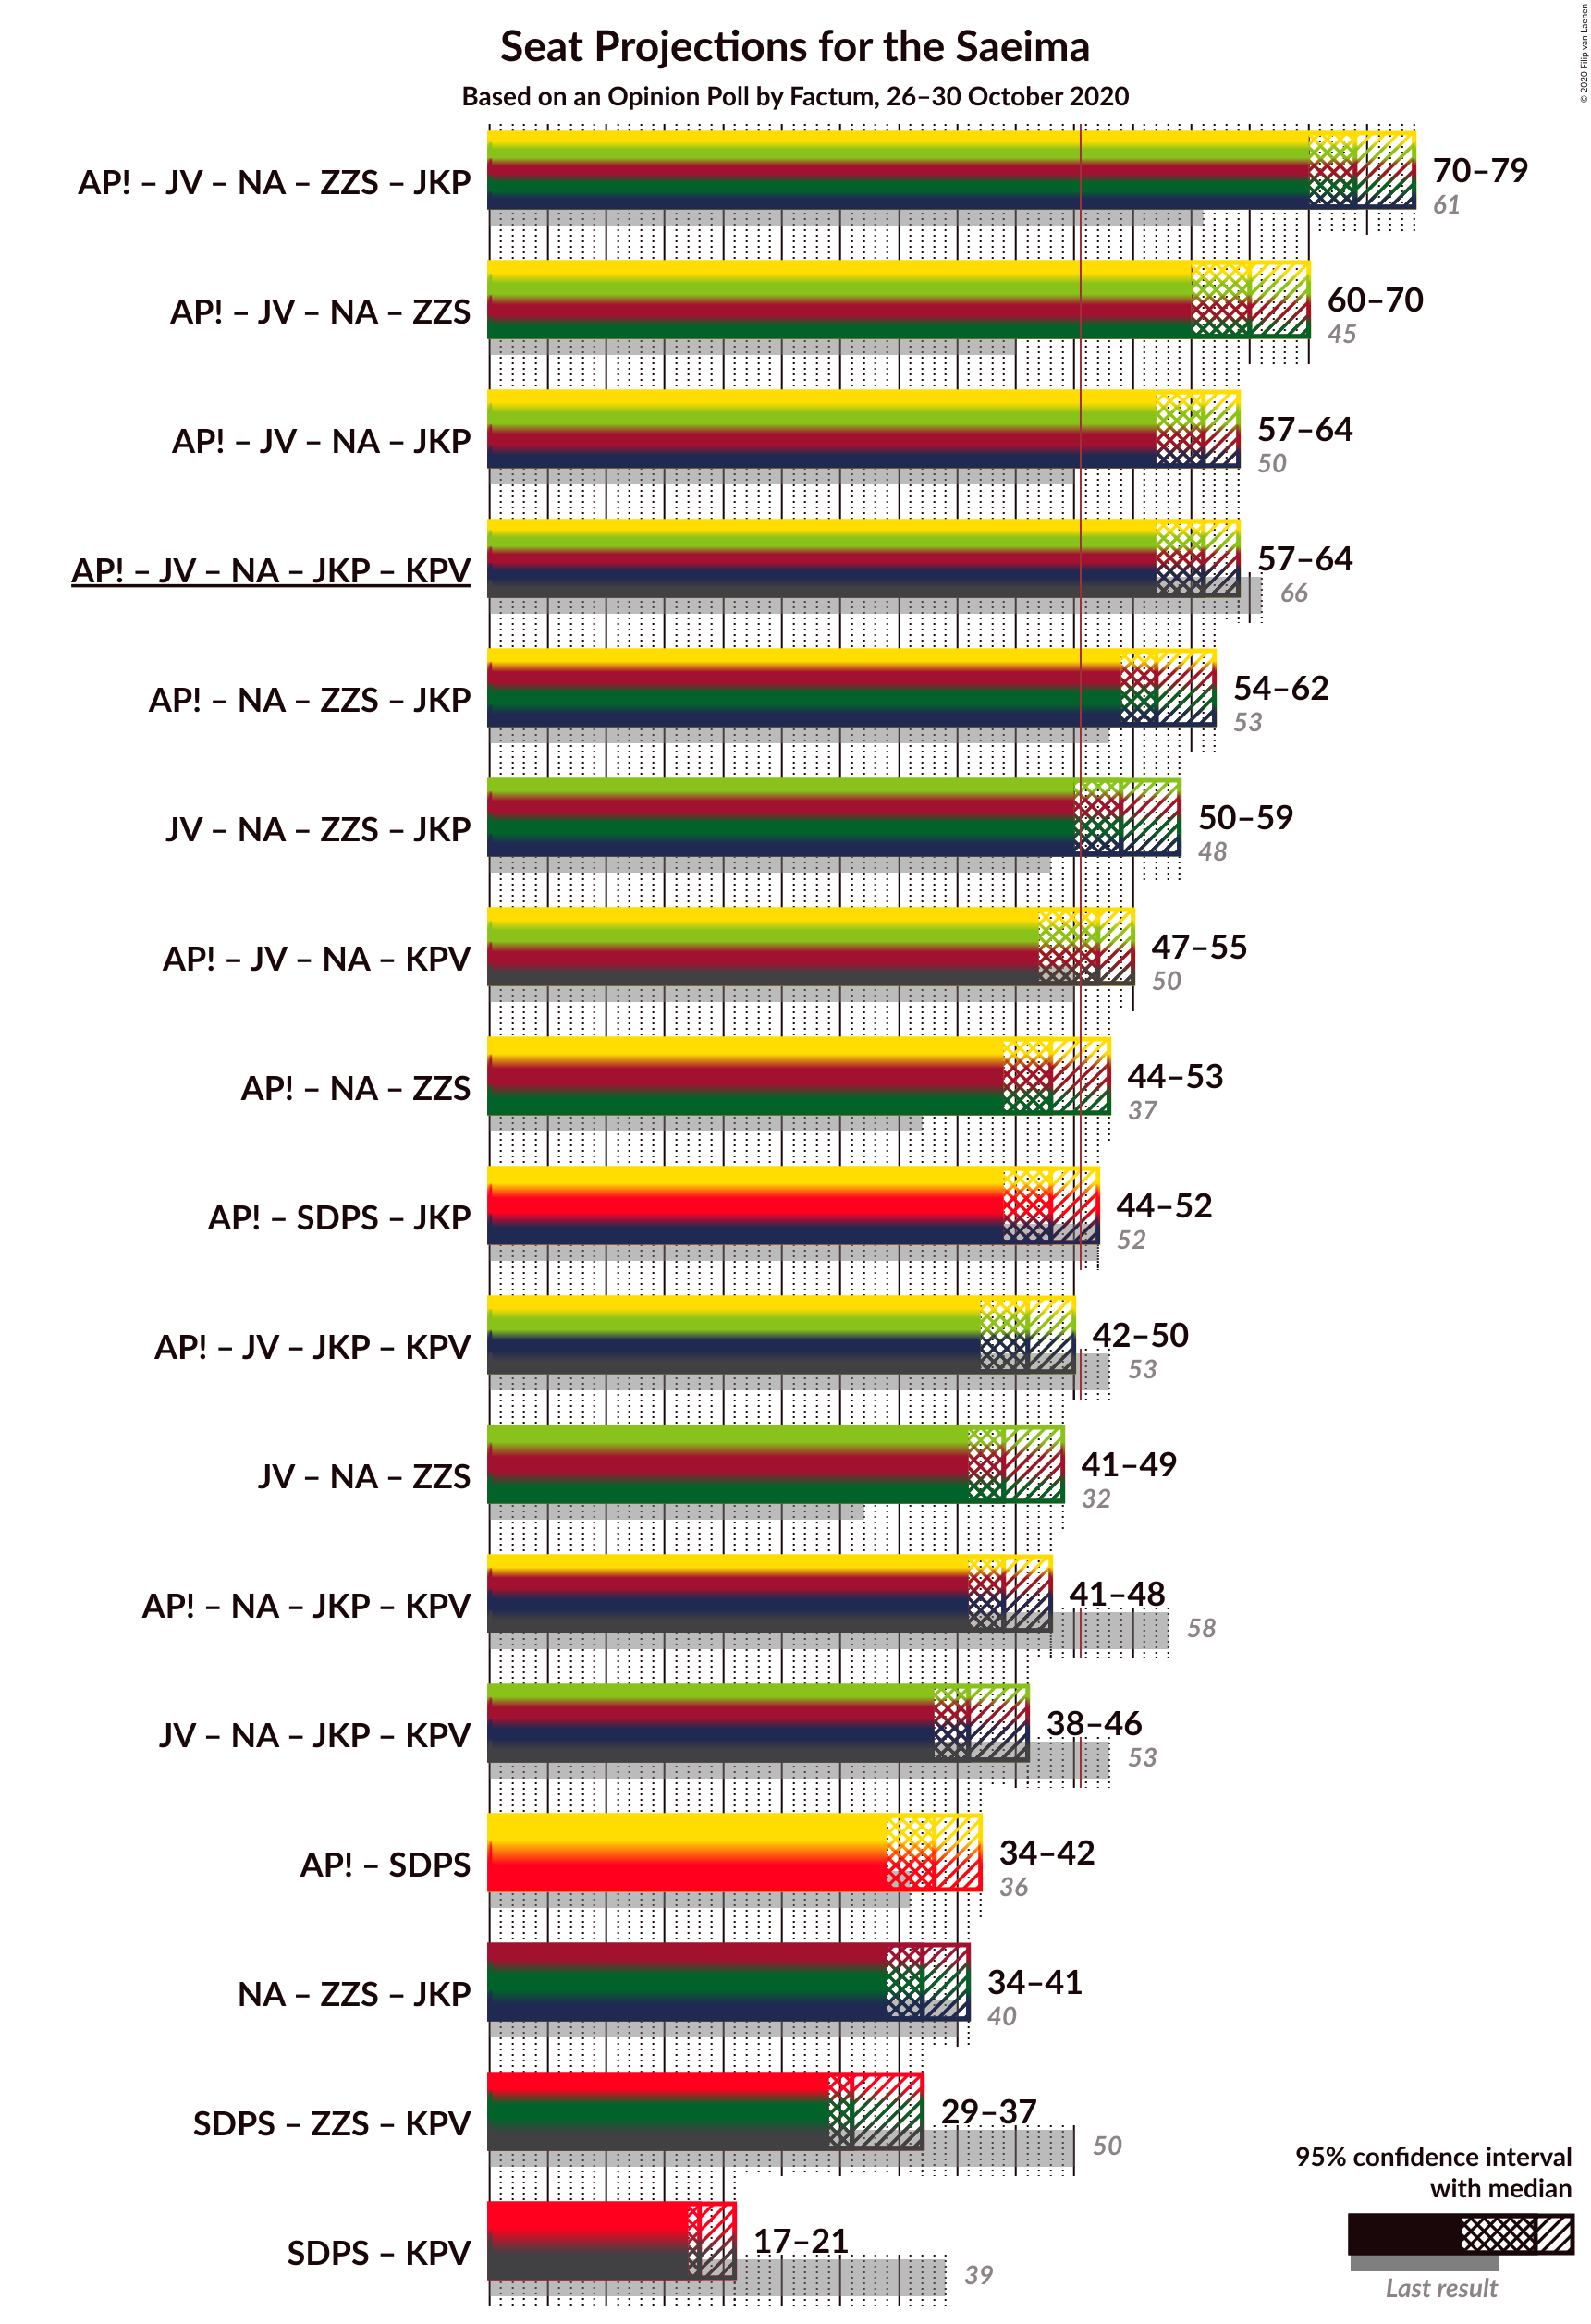 Seat Projections for the Saeima
Based on an Opinion Poll by Factum, 26–30 October 2020
© 2020 Filip van Laenen
AP! – JV – NA – ZZS – JKP
70–79
61
AP! – JV – NA – ZZS
60–70
45
AP! – JV – NA – JKP
57–64
50
AP! – JV – NA – JKP – KPV
57–64
66
AP! – NA – ZZS – JKP
54–62
53
JV – NA – ZZS – JKP
50–59
48
AP! – JV – NA – KPV
47–55
50
AP! – NA – ZZS
44–53
37
AP! – SDPS – JKP
44–52
52
AP! – JV – JKP – KPV
42–50
53
JV – NA – ZZS
41–49
32
AP! – NA – JKP – KPV
41–48
58
JV – NA – JKP – KPV
38–46
53
AP! – SDPS
34–42
36
NA – ZZS – JKP
34–41
40
SDPS – ZZS – KPV
29–37
50
SDPS – KPV
17–21
39
95% confidence interval
with median
Last result